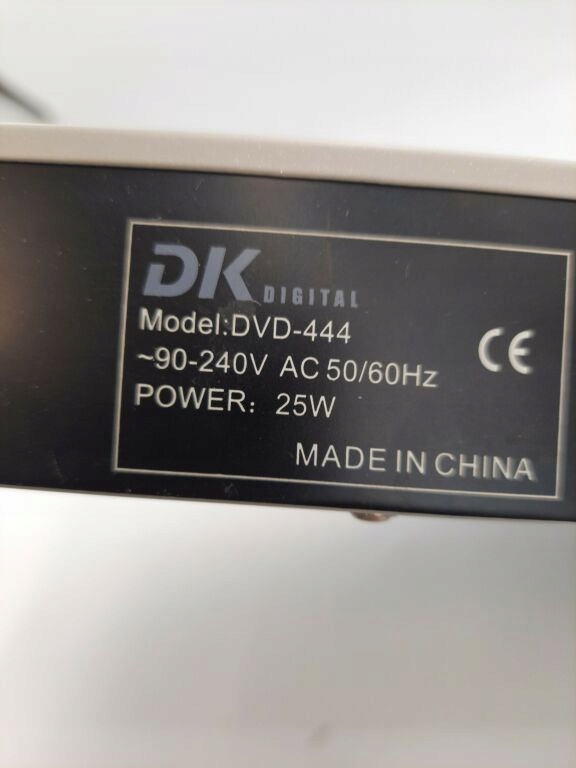 DK DIGITAL
Model:DVD-444
~90-240V AC 50/60Hz
CE
POWER: 25W
MADE IN CHINA